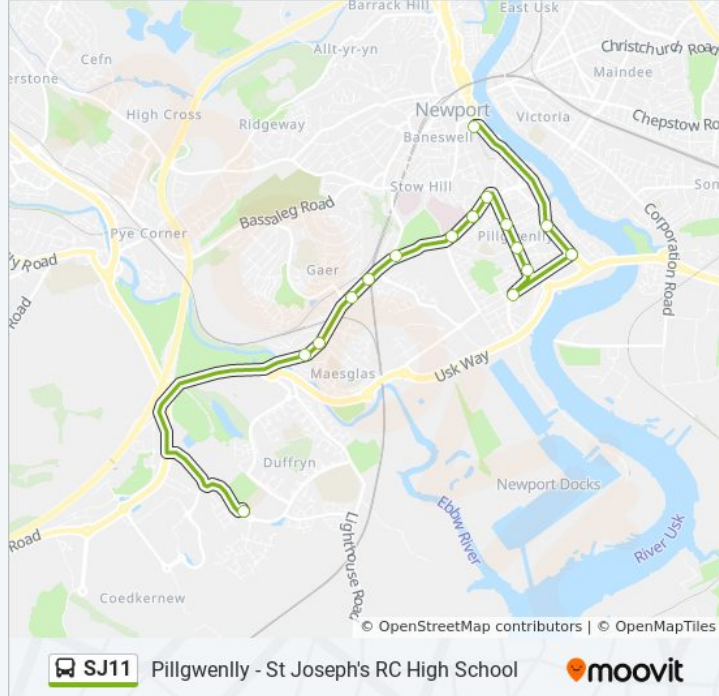 Barrack Hill
East Usk
Cefn
Allt-yr-yn
Christchurch Road
Maindee
erstone
High Cross
Newport
Victoria
Ridgeway
Baneswell
Chepstow Ro
Stow Hill
Son
Bassaleg Road
Pye Corner
Pillgwenlly
Corporation Road
y Road
Gaer
Road
Maesglas
Usk Way
Duffryn
Newport Docks
Ebbw River
River Usk
Road
Lighthouse Roa
Coedkernew
© OpenStreetMap contributors | © OpenMapTiles
SJ11 Pillgwenlly - St Joseph's RC High School moovit